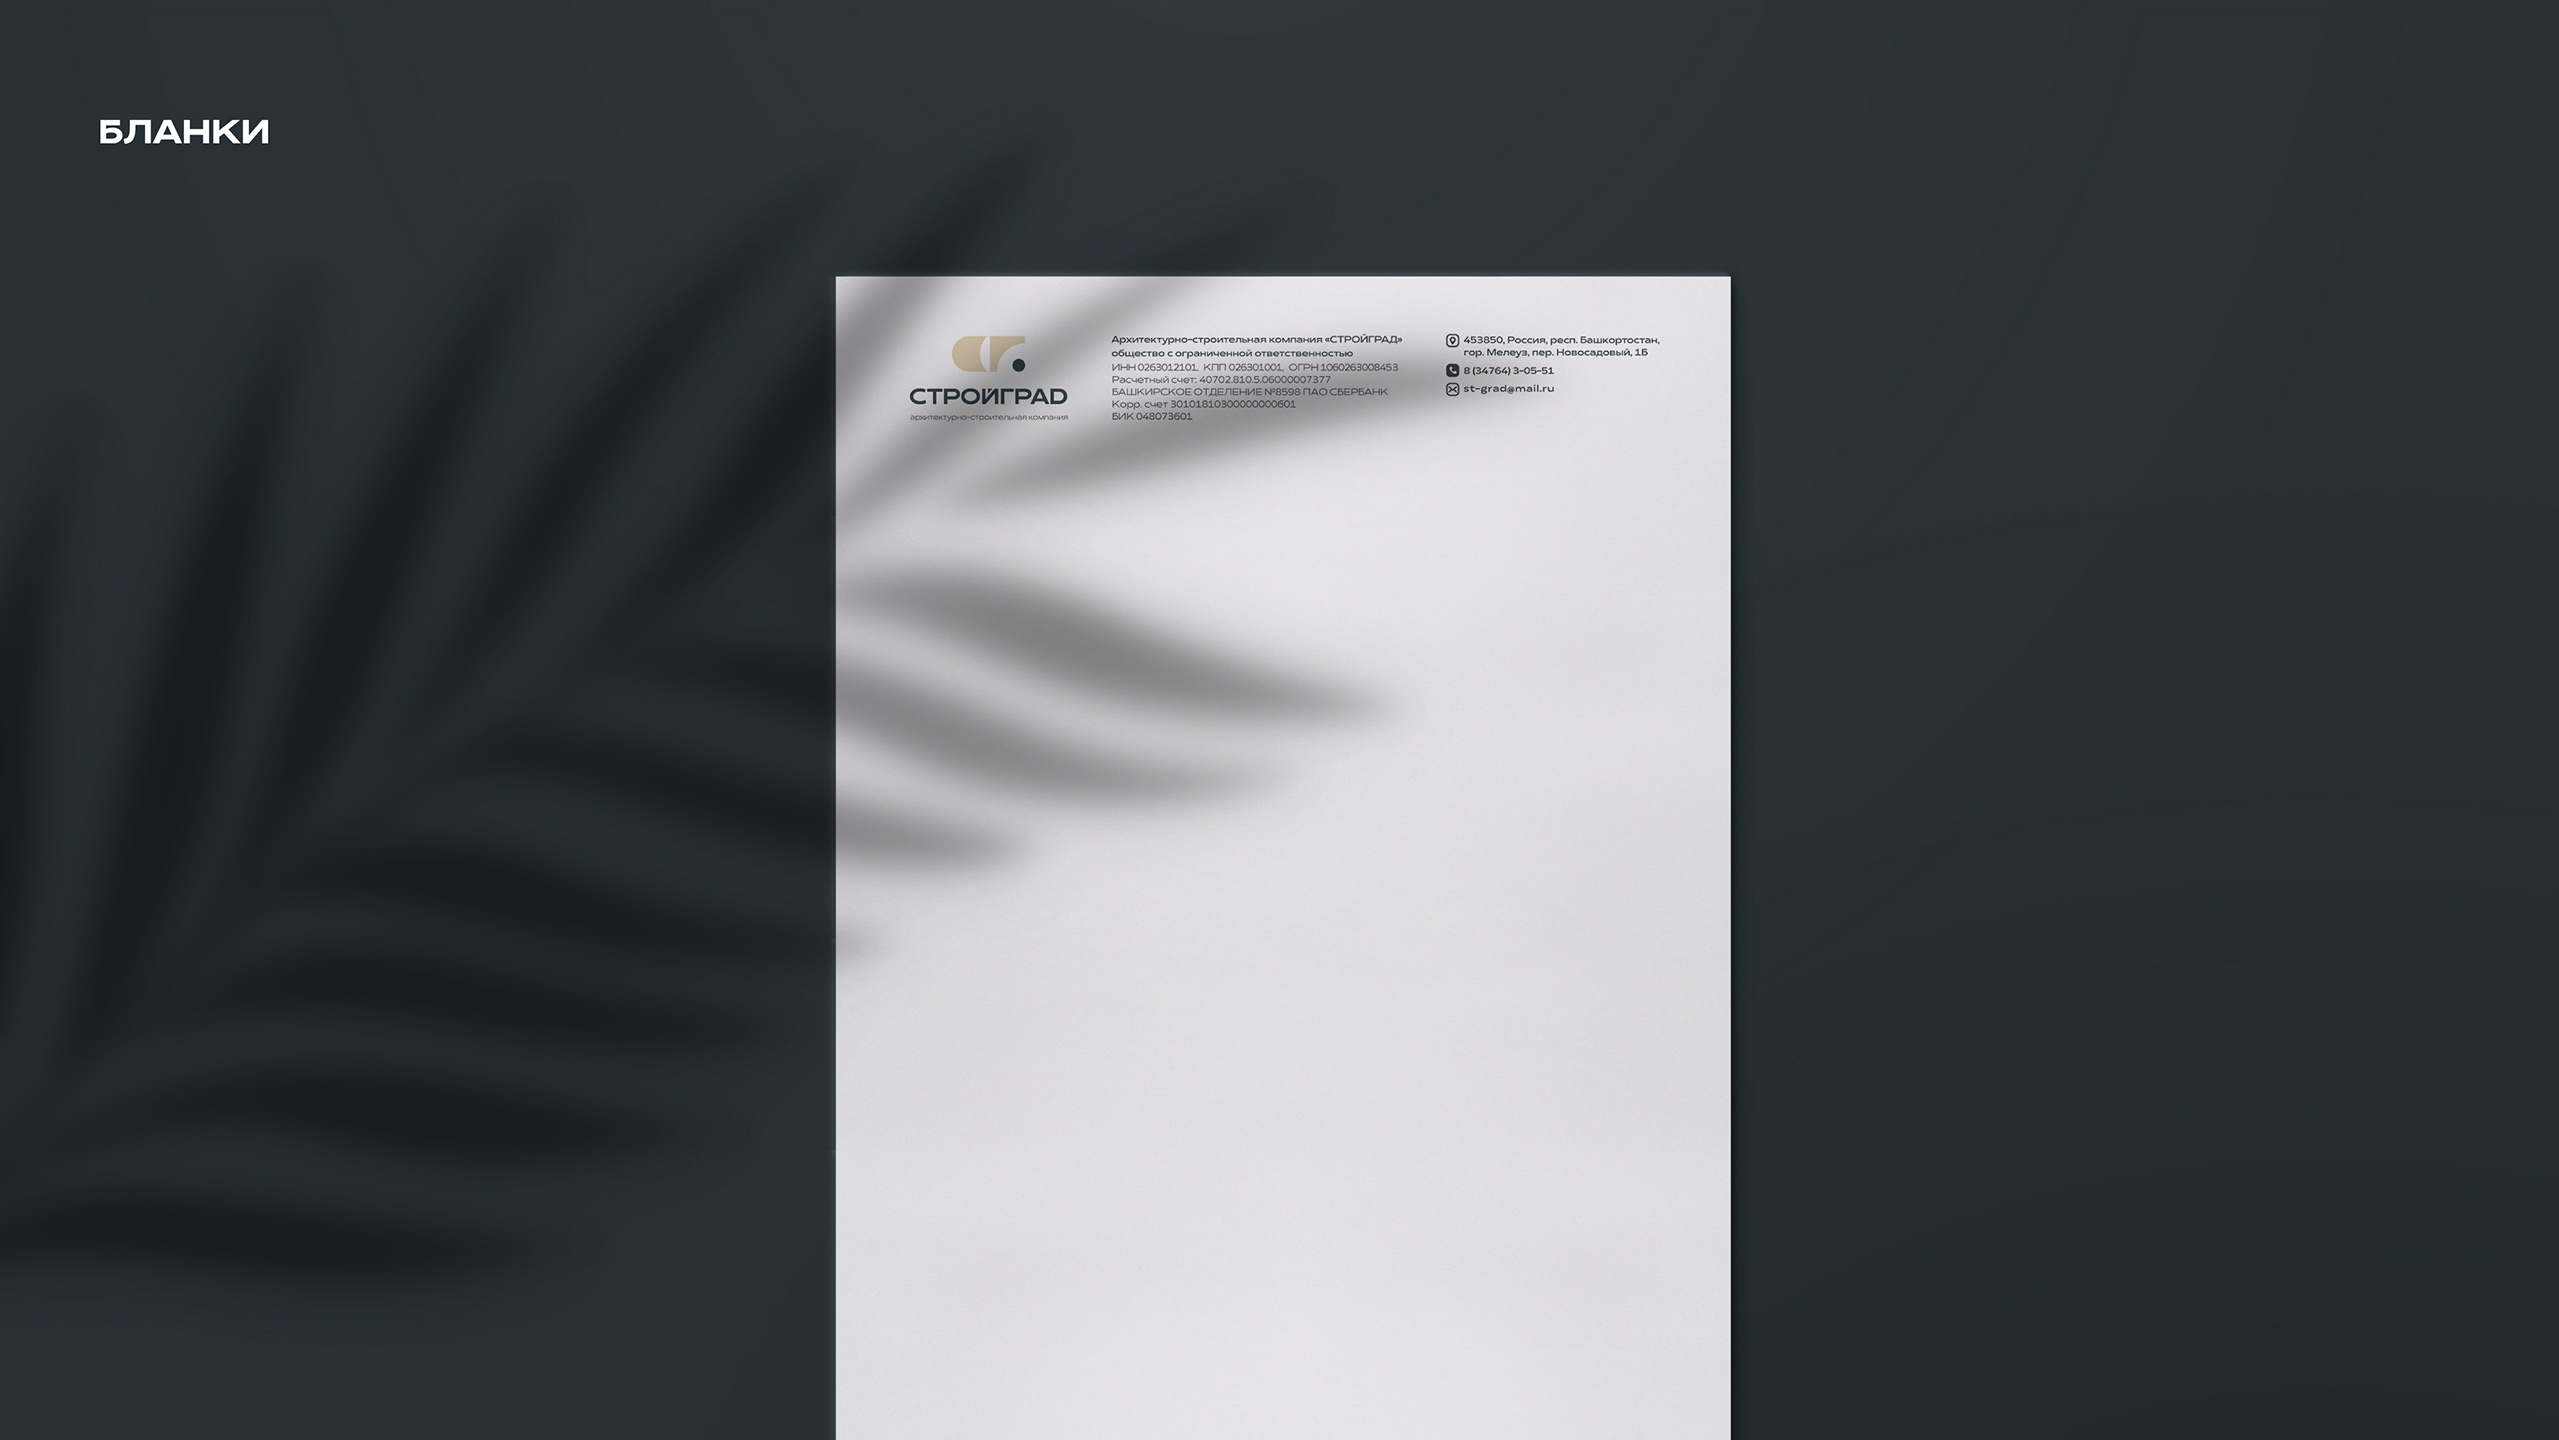 БЛАНКИ
СТРОЙГРАD
архитектурно-строительная компания
Архитектурно-строительная компания «СТРОЙГРАД»
общество с ограниченной ответственностью
ИНН 0263012101, КПП 026301001, ОГРН 1060263008453
Расчетный счет: 40702.810.5.06000007377
БАШКИРСКОЕ ОТДЕЛЕНИЕ №8598 ПАО СБЕРБАНК
Корр. счет 30101810300000000601
БИК 048073601
453850, Россия, респ. Башкортостан,
гор. Мелеуз, пер. Новосадовый, 1Б
8 (34764) 3-05-51
st-grad@mail.ru